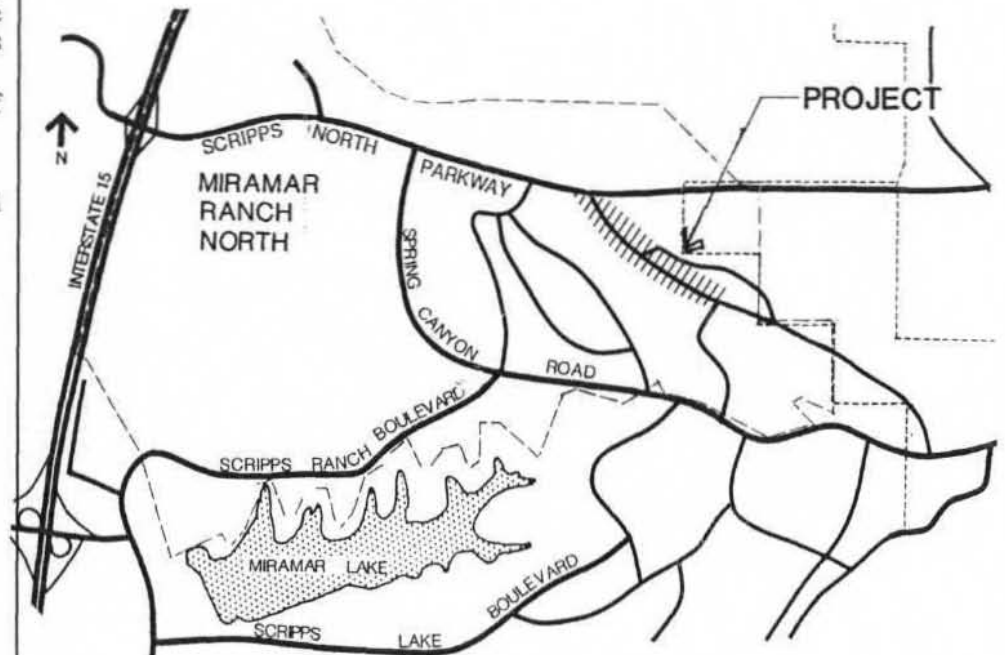 PROJECT
SCRIPPS NORTH PARKWAY
N
MIRAMAR
RANCH
NORTH
INTERSTATE 15
SPRING CANYON ROAD
SCRIPPS RANCH BOULEVARD
MIRAMAR LAKE
SCRIPPS LAKE BOULEVARD